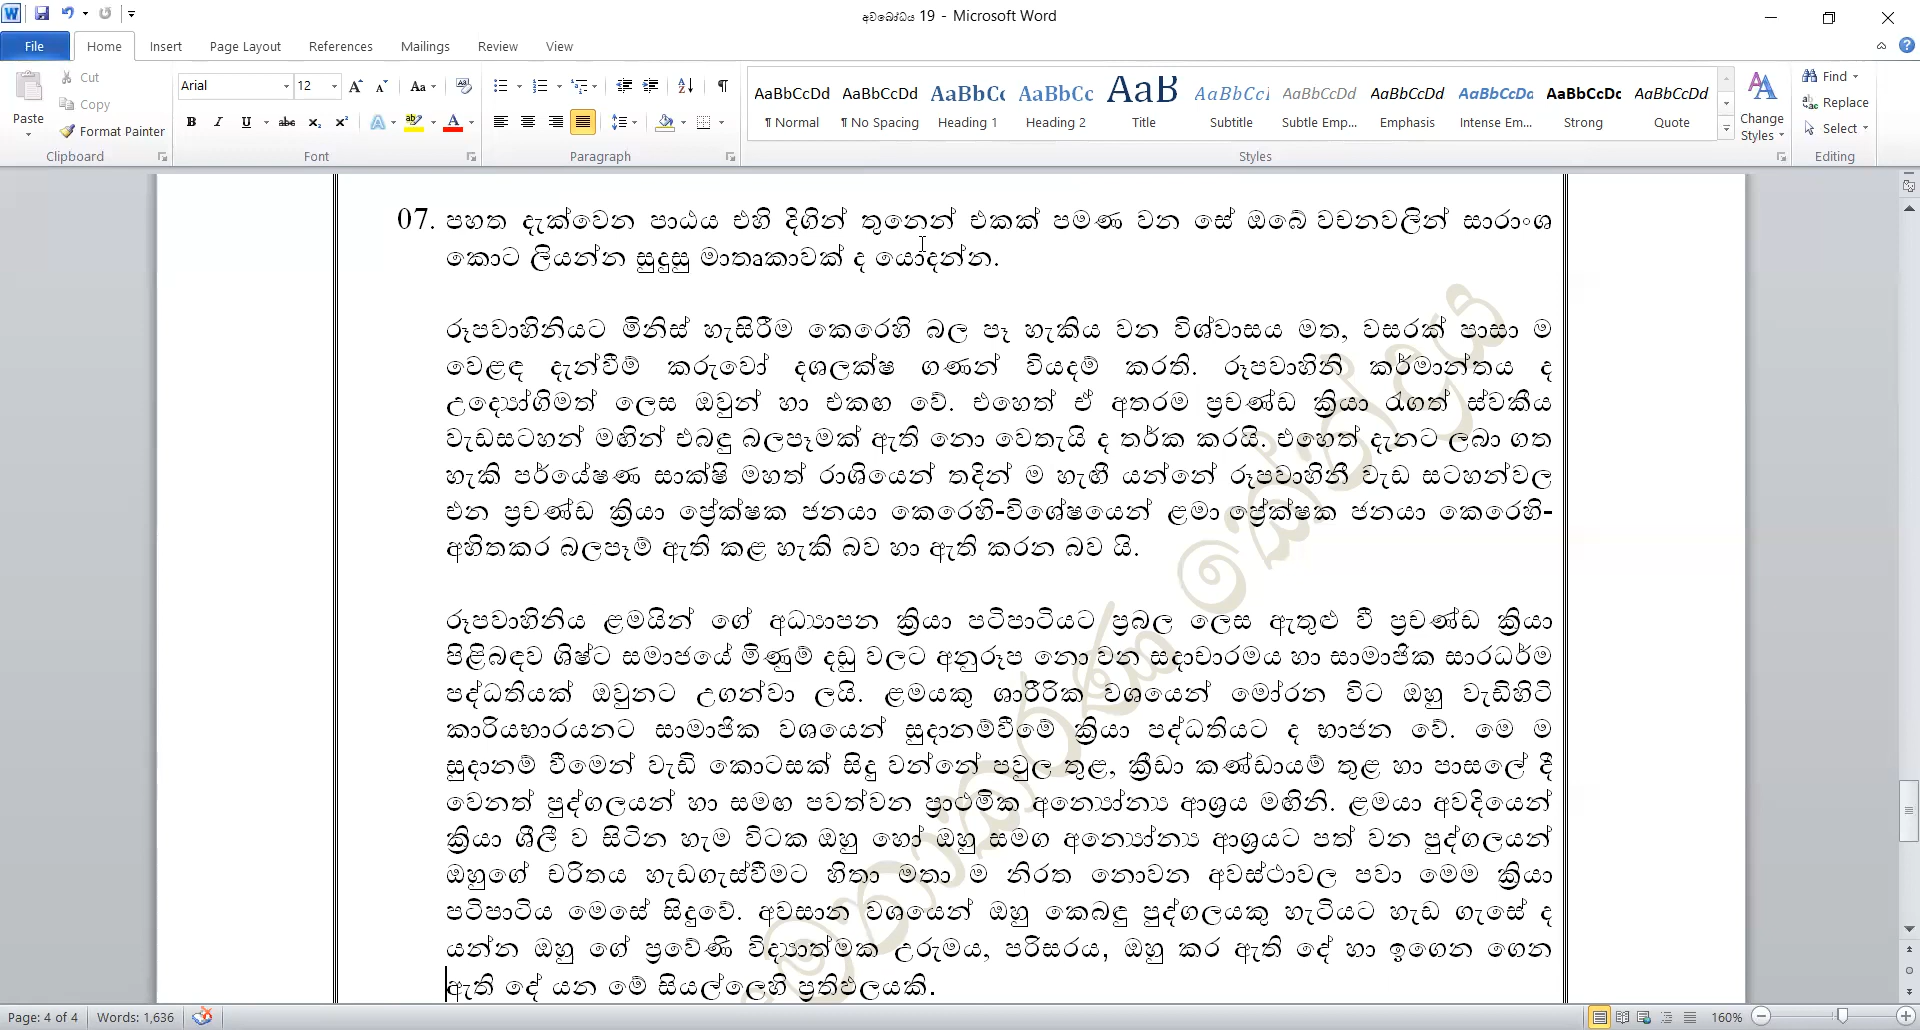 අවබෝධය 19 - Microsoft Word
File Home Insert Page Layout References Mailings Review View
Paste
Cut
Copy
Format Painter
Clipboard
Arial 12
Font
Paragraph
AaBbCcDd AaBbCcDd AaBbCc AaBbCc AaB AaBbCcI AaBbCcDd AaBbCcDd AaBbCcDd AaBbCcDc AaBbCcDd
¶ Normal ¶ No Spacing Heading 1 Heading 2 Title Subtitle Subtle Emp... Emphasis Intense Em... Strong Quote
Styles
Change Styles
Find
Replace
Select
Editing
07. පහත දැක්වෙන පාඨය එහි දිගින් තුනෙන් එකක් පමණ වන සේ ඔබේ වචනවලින් සාරාංශ
කොට ලියන්න සුදුසු මාතෘකාවක් ද යොදන්න.
රූපවාහිනියට මිනිස් හැසිරීම කෙරෙහි බල පෑ හැකිය වන විශ්වාසය මත, වසරක් පාසා ම
වෙළඳ දැන්වීම් කරුවෝ දශලක්ෂ ගණන් වියදම් කරති. රූපවාහිනි කර්මාන්තය ද
උද්‍යෝගිමත් ලෙස ඔවුන් හා එකඟ වේ. එහෙත් ඒ අතරම ප්‍රචණ්ඩ ක්‍රියා රැගත් ස්වකීය
වැඩසටහන් මඟින් එබඳු බලපෑමක් ඇති නො වෙතැයි ද තර්ක කරයි. එහෙත් දැනට ලබා ගත
හැකි පර්යේෂණ සාක්ෂි මහත් රාශියෙන් තදින් ම හැඟී යන්නේ රූපවාහිනී වැඩ සටහන්වල
එන ප්‍රචණ්ඩ ක්‍රියා ප්‍රේක්ෂක ජනයා කෙරෙහි-විශේෂයෙන් ළමා ප්‍රේක්ෂක ජනයා කෙරෙහි-
අහිතකර බලපෑම් ඇති කළ හැකි බව හා ඇති කරන බව යි.
රූපවාහිනිය ළමයින් ගේ අධ්‍යාපන ක්‍රියා පටිපාටියට ප්‍රබල ලෙස ඇතුළු වී ප්‍රචණ්ඩ ක්‍රියා
පිළිබඳව ශිෂ්ට සමාජයේ මිණුම් දඬු වලට අනුරූප නො වන සදාචාරමය හා සාමාජික සාරධර්ම
පද්ධතියක් ඔවුනට උගන්වා ලයි. ළමයකු ශාරීරික වශයෙන් මෝරන විට ඔහු වැඩිහිටි
කාරියභාරයනට සාමාජික වශයෙන් සුදානම්වීමේ ක්‍රියා පද්ධතියට ද භාජන වේ. මෙ ම
සුදානම් වීමෙන් වැඩි කොටසක් සිදු වන්නේ පවුල තුළ, ක්‍රීඩා කණ්ඩායම් තුළ හා පාසලේ දී
වෙනත් පුද්ගලයන් හා සමඟ පවත්වන ප්‍රාථමික අන්‍යෝන්‍ය ආශ්‍රය මඟිනි. ළමයා අවදියෙන්
ක්‍රියා ශීලී ව සිටින හැම විටක ඔහු හෝ ඔහු සමග අන්‍යෝන්‍ය ආශ්‍රයට පත් වන පුද්ගලයන්
ඔහුගේ චරිතය හැඩගැස්වීමට හිතා මතා ම නිරත නොවන අවස්ථාවල පවා මෙම ක්‍රියා
පටිපාටිය මෙසේ සිදුවේ. අවසාන වශයෙන් ඔහු කෙබඳු පුද්ගලයකු හැටියට හැඩ ගැසේ ද
යන්න ඔහු ගේ ප්‍රවේණි විද්‍යාත්මක උරුමය, පරිසරය, ඔහු කර ඇති දේ හා ඉගෙන ගෙන
ඇති දේ යන මේ සියල්ලෙහි ප්‍රතිඵලයකි.
Page: 4 of 4 Words: 1,636 160%